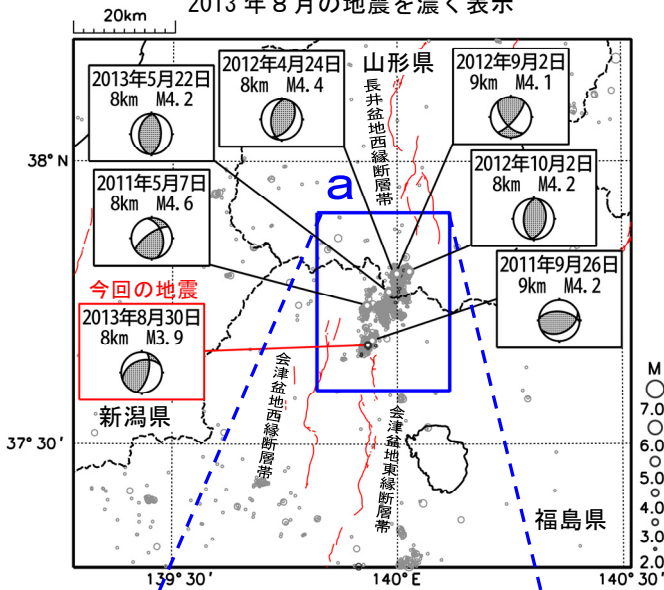 2013年８月の地震を濃く表示
20km
山形県
2013年5月22日
8km M4.2
2012年4月24日
8km M4.4
2012年9月2日
9km M4.1
長井盆地西縁断層帯
38°N
a
2011年5月7日
8km M4.6
2012年10月2日
8km M4.2
2011年9月26日
9km M4.2
今回の地震
2013年8月30日
8km M3.9
新潟県
会津盆地西縁断層帯
会津盆地東縁断層帯
37°30′
福島県
M
7.0
6.0
5.0
4.0
3.0
2.0
139°30′
140°E
140°30′